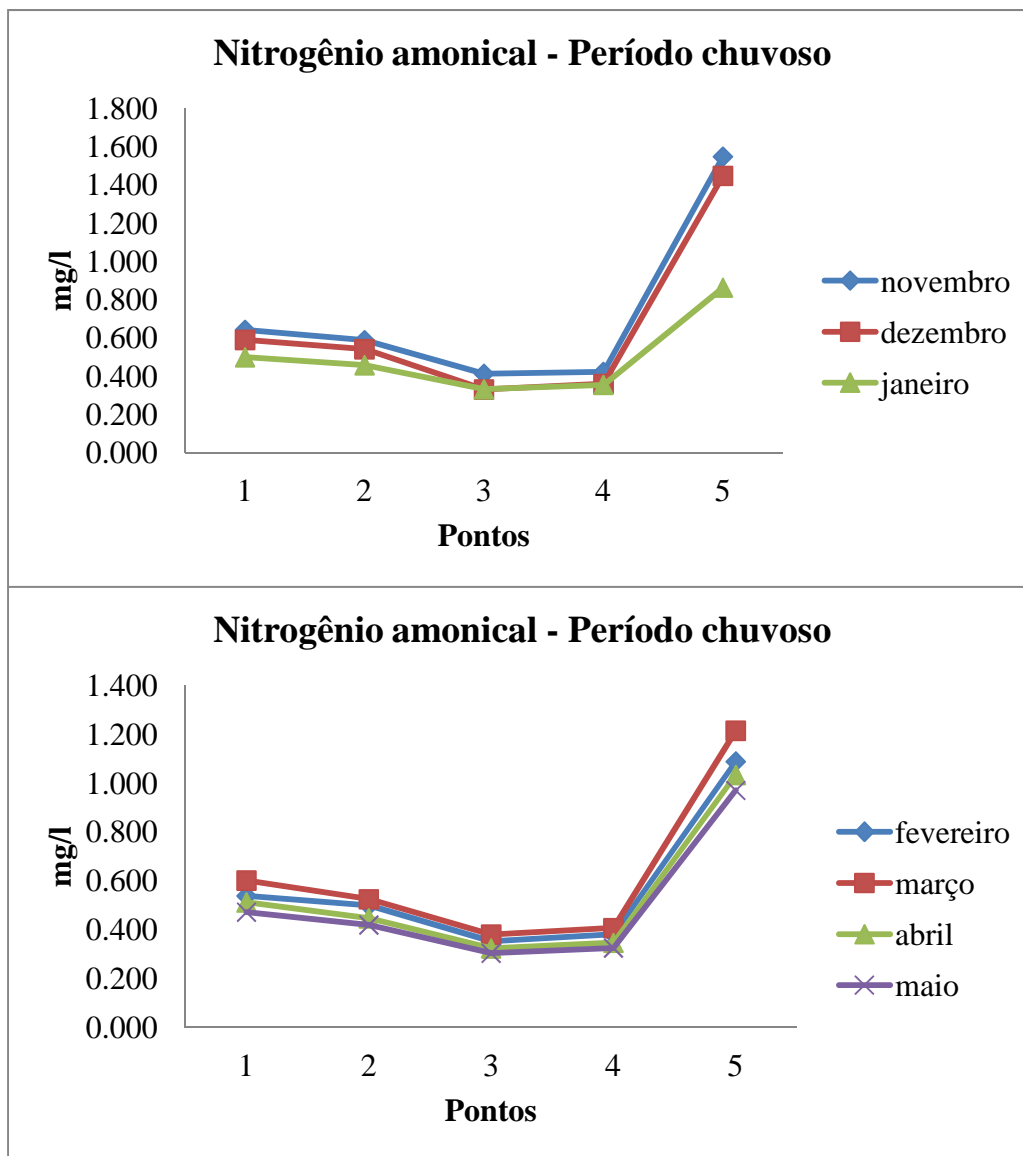 Nitrogênio amonical - Período chuvoso
1.800
1.600
1.400
1.200
1.000
0.800
0.600
0.400
0.200
0.000
mg/l
1 2 3 4 5
Pontos
novembro
dezembro
janeiro
Nitrogênio amonical - Período chuvoso
1.400
1.200
1.000
0.800
0.600
0.400
0.200
0.000
mg/l
1 2 3 4 5
Pontos
fevereiro
março
abril
maio